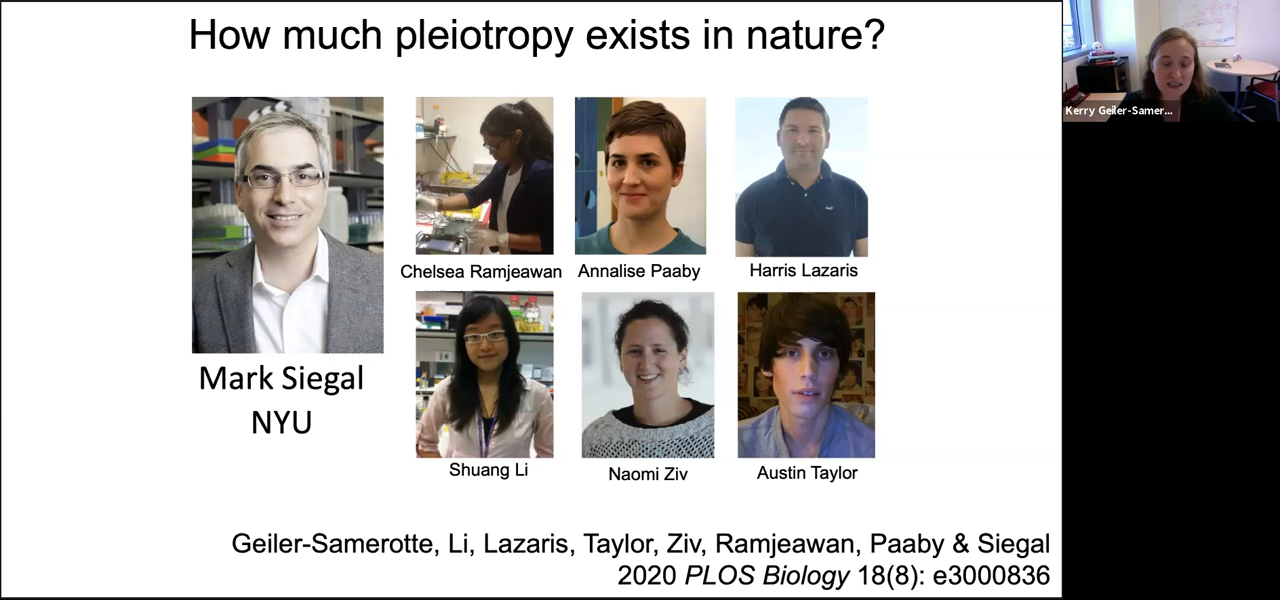 How much pleiotropy exists in nature?
Kerry Geiler-Samer...
Chelsea Ramjeawan
Annalise Paaby
Harris Lazaris
Mark Siegal
NYU
Shuang Li
Naomi Ziv
Austin Taylor
Geiler-Samerotte, Li, Lazaris, Taylor, Ziv, Ramjeawan, Paaby & Siegal
2020 PLOS Biology 18(8): e3000836